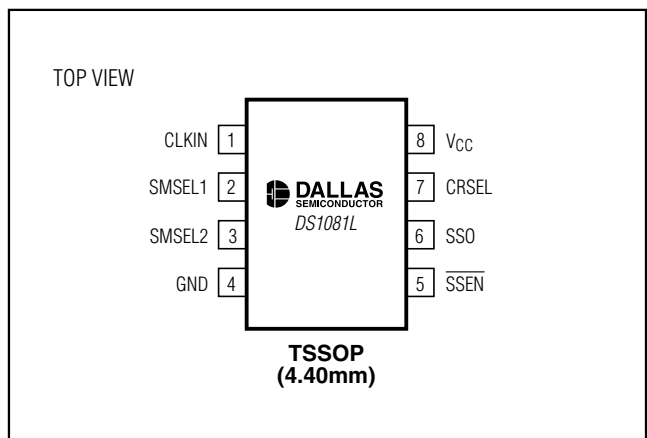 TOP VIEW
CLKIN 1
SMSEL1 2
SMSEL2 3
GND 4
DALLAS
SEMICONDUCTOR
DS1081L
8 VCC
7 CRSEL
6 SSO
5 SSEN
TSSOP
(4.40mm)